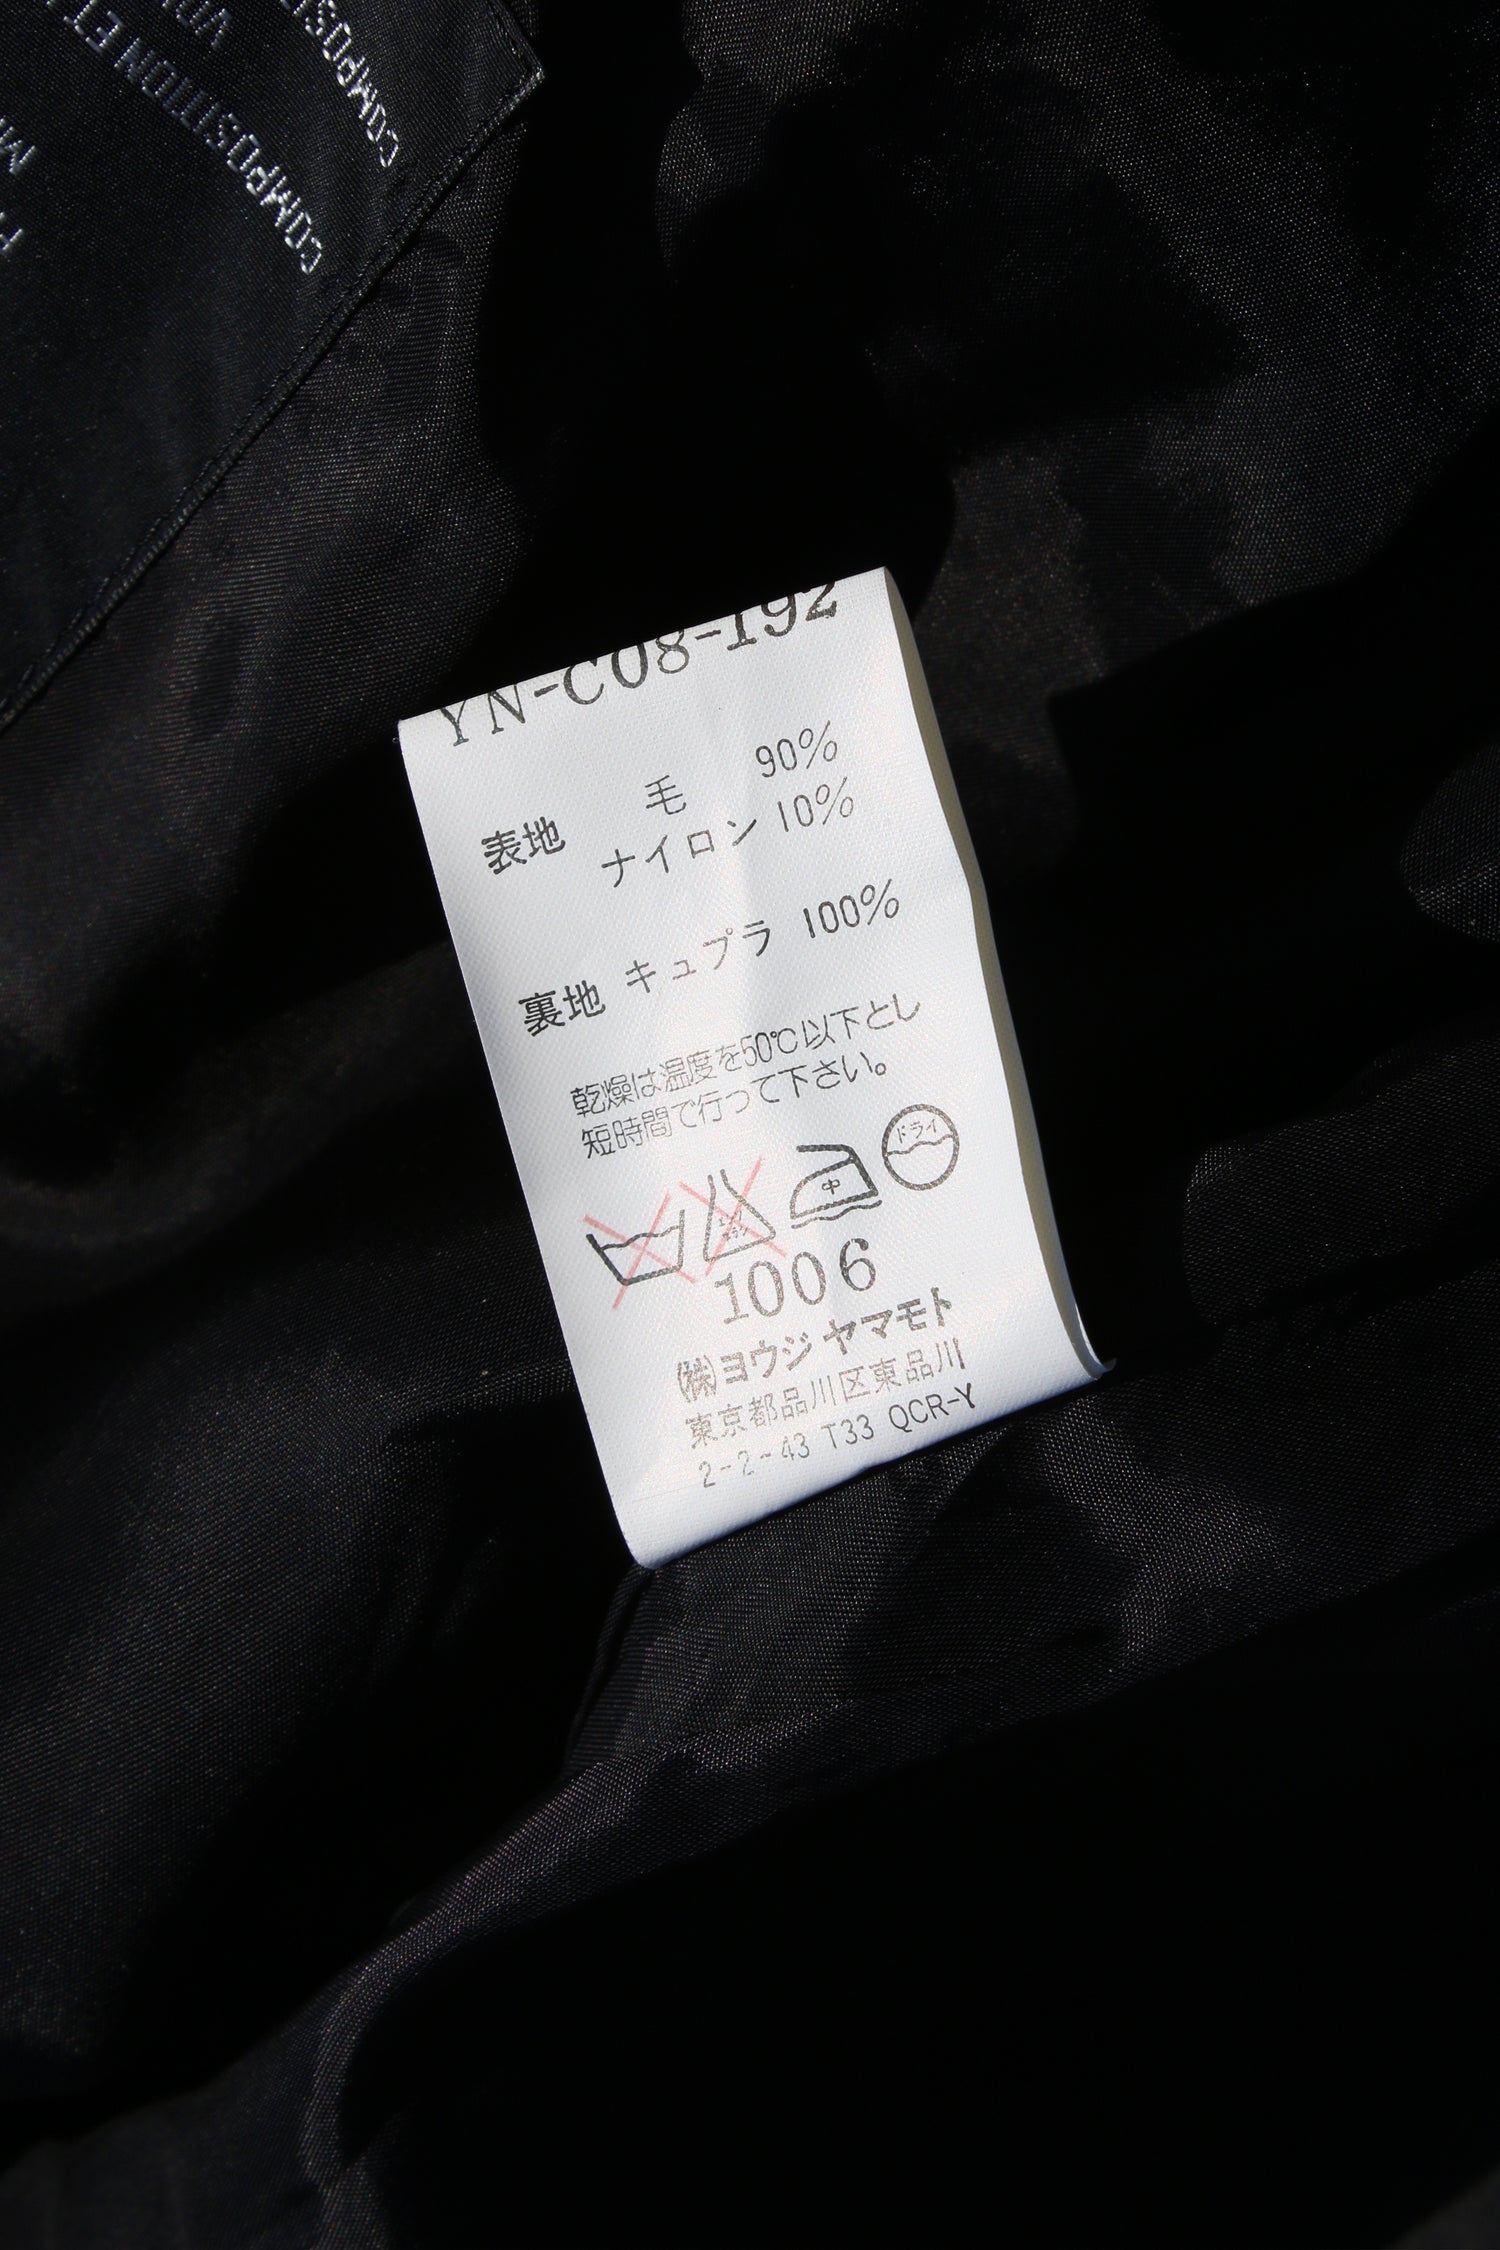 COMPOSITION ET
YN-C08-192
表地 毛 90%
ナイロン 10%
裏地 キュプラ 100%
乾燥は温度を50℃以下とし
短時間で行って下さい。
中
ドライ
1006
㈱ヨウジ ヤマモト
東京都品川区東品川
2-2-43 T33 QCR-Y